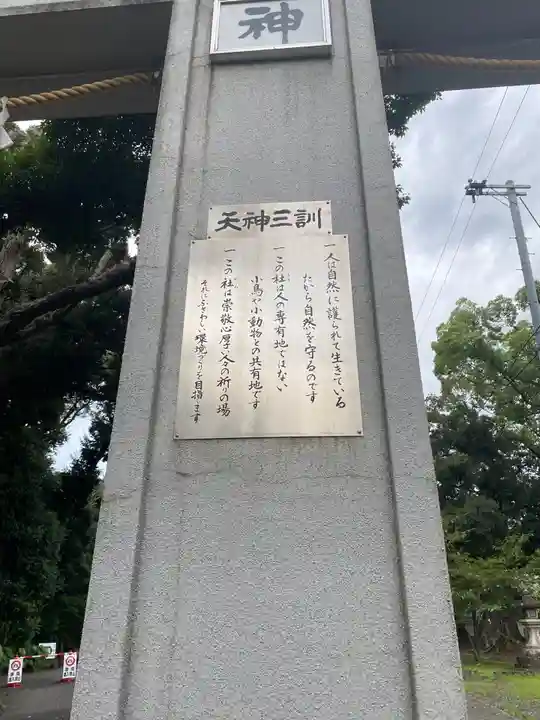 神
天神三訓
一人は自然に護られて生きている
だから自然を守るのです
一この杜は人の専有地ではない
小鳥や小動物との共有地です
一この社は崇敬心厚い人々の祈りの場
それにふさわしい環境づくりを目指します